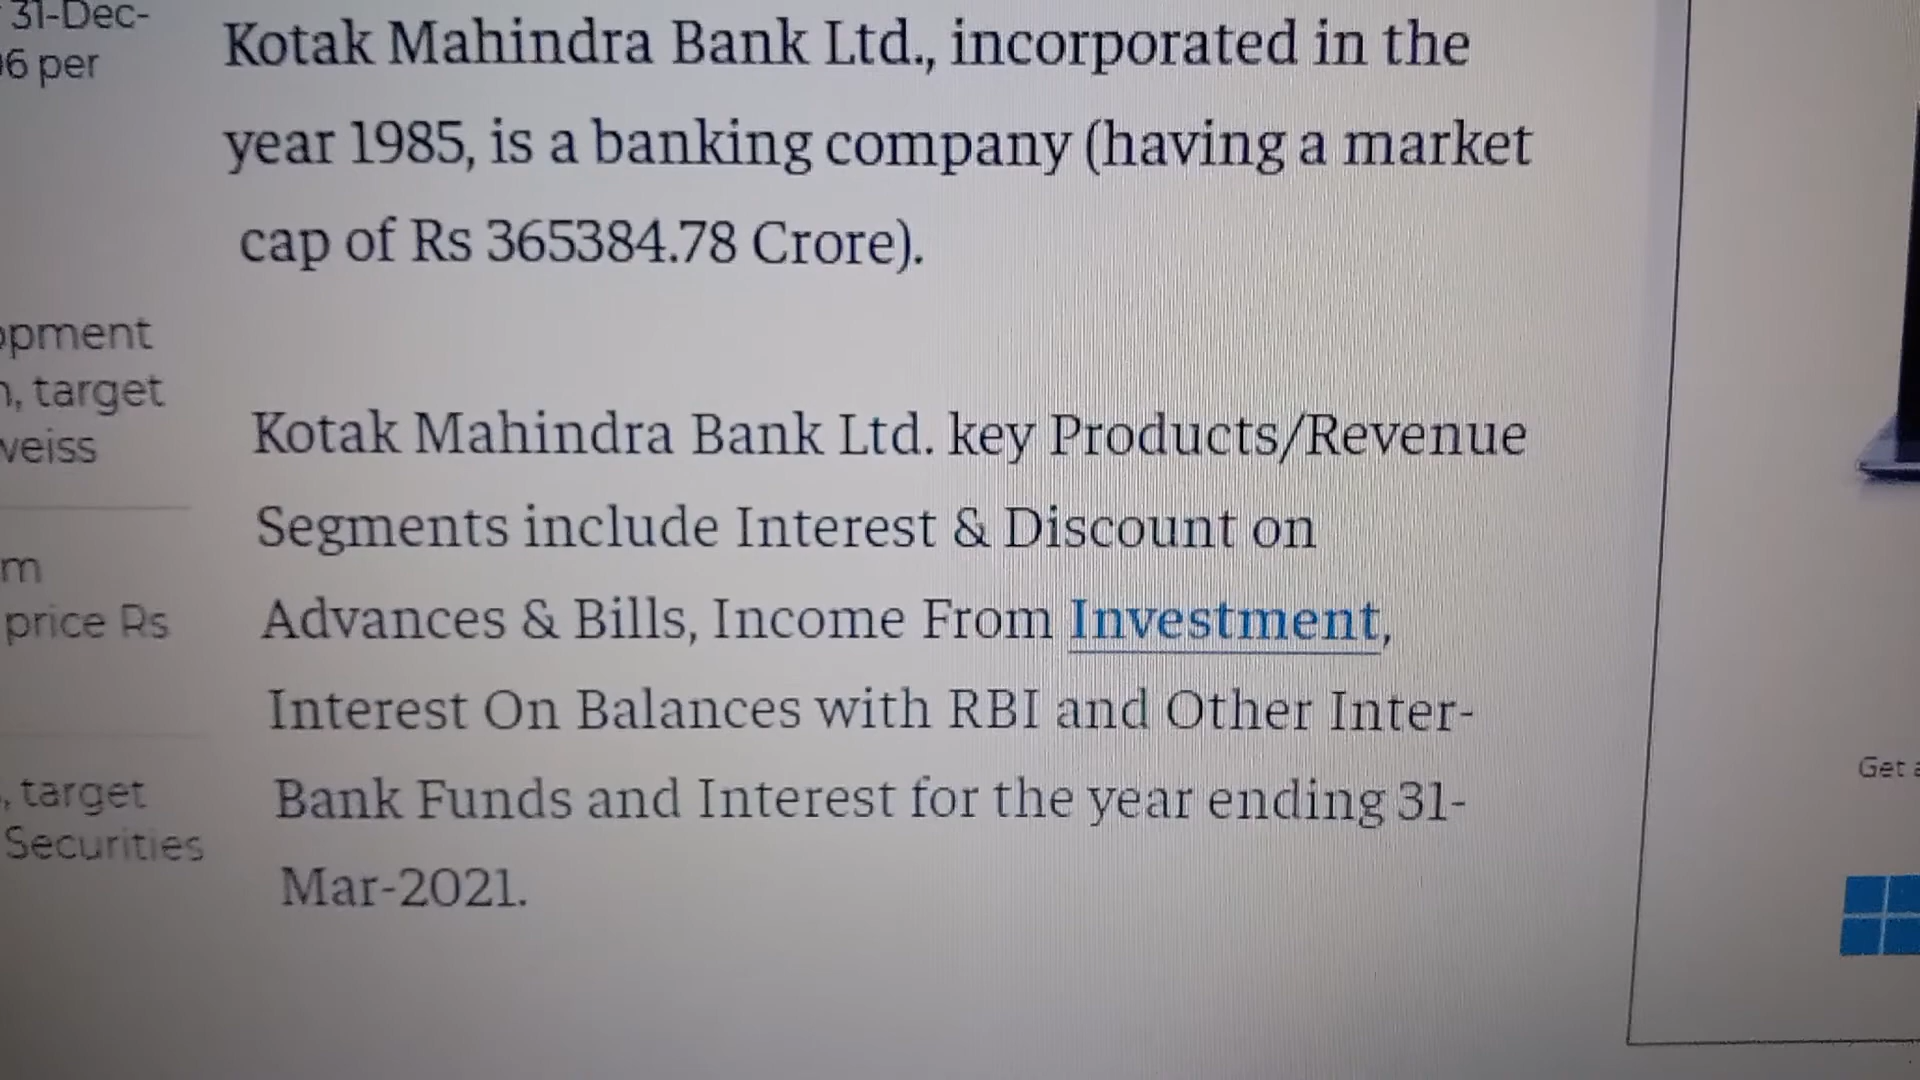 31-Dec-
6 per
Kotak Mahindra Bank Ltd., incorporated in the
year 1985, is a banking company (having a market
cap of Rs 365384.78 Crore).
target
price Rs
target
Securities
Kotak Mahindra Bank Ltd. key Products/Revenue
Segments include Interest & Discount on
Advances & Bills, Income From Investment,
Interest On Balances with RBI and Other Inter-
Bank Funds and Interest for the year ending 31-
Mar-2021.
Get